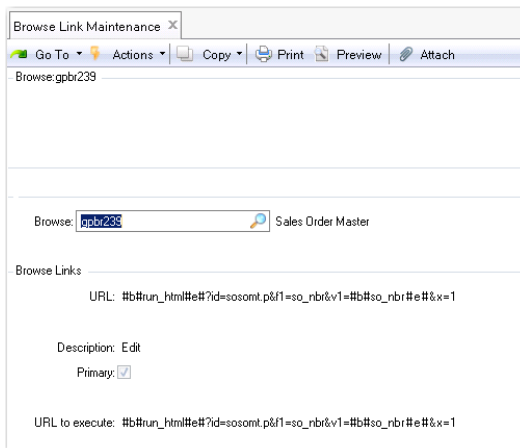 Browse Link Maintenance
Go To Actions Copy Print Preview Attach
Browse:gpbr239
Browse: gpbr239 Sales Order Master
Browse Links
URL: #b#run_html#e#?id=sosomt.p&f1=so_nbr&v1=#b#so_nbr#e#&x=1
Description: Edit
Primary:
URL to execute: #b#run_html#e#?id=sosomt.p&f1=so_nbr&v1=#b#so_nbr#e#&x=1